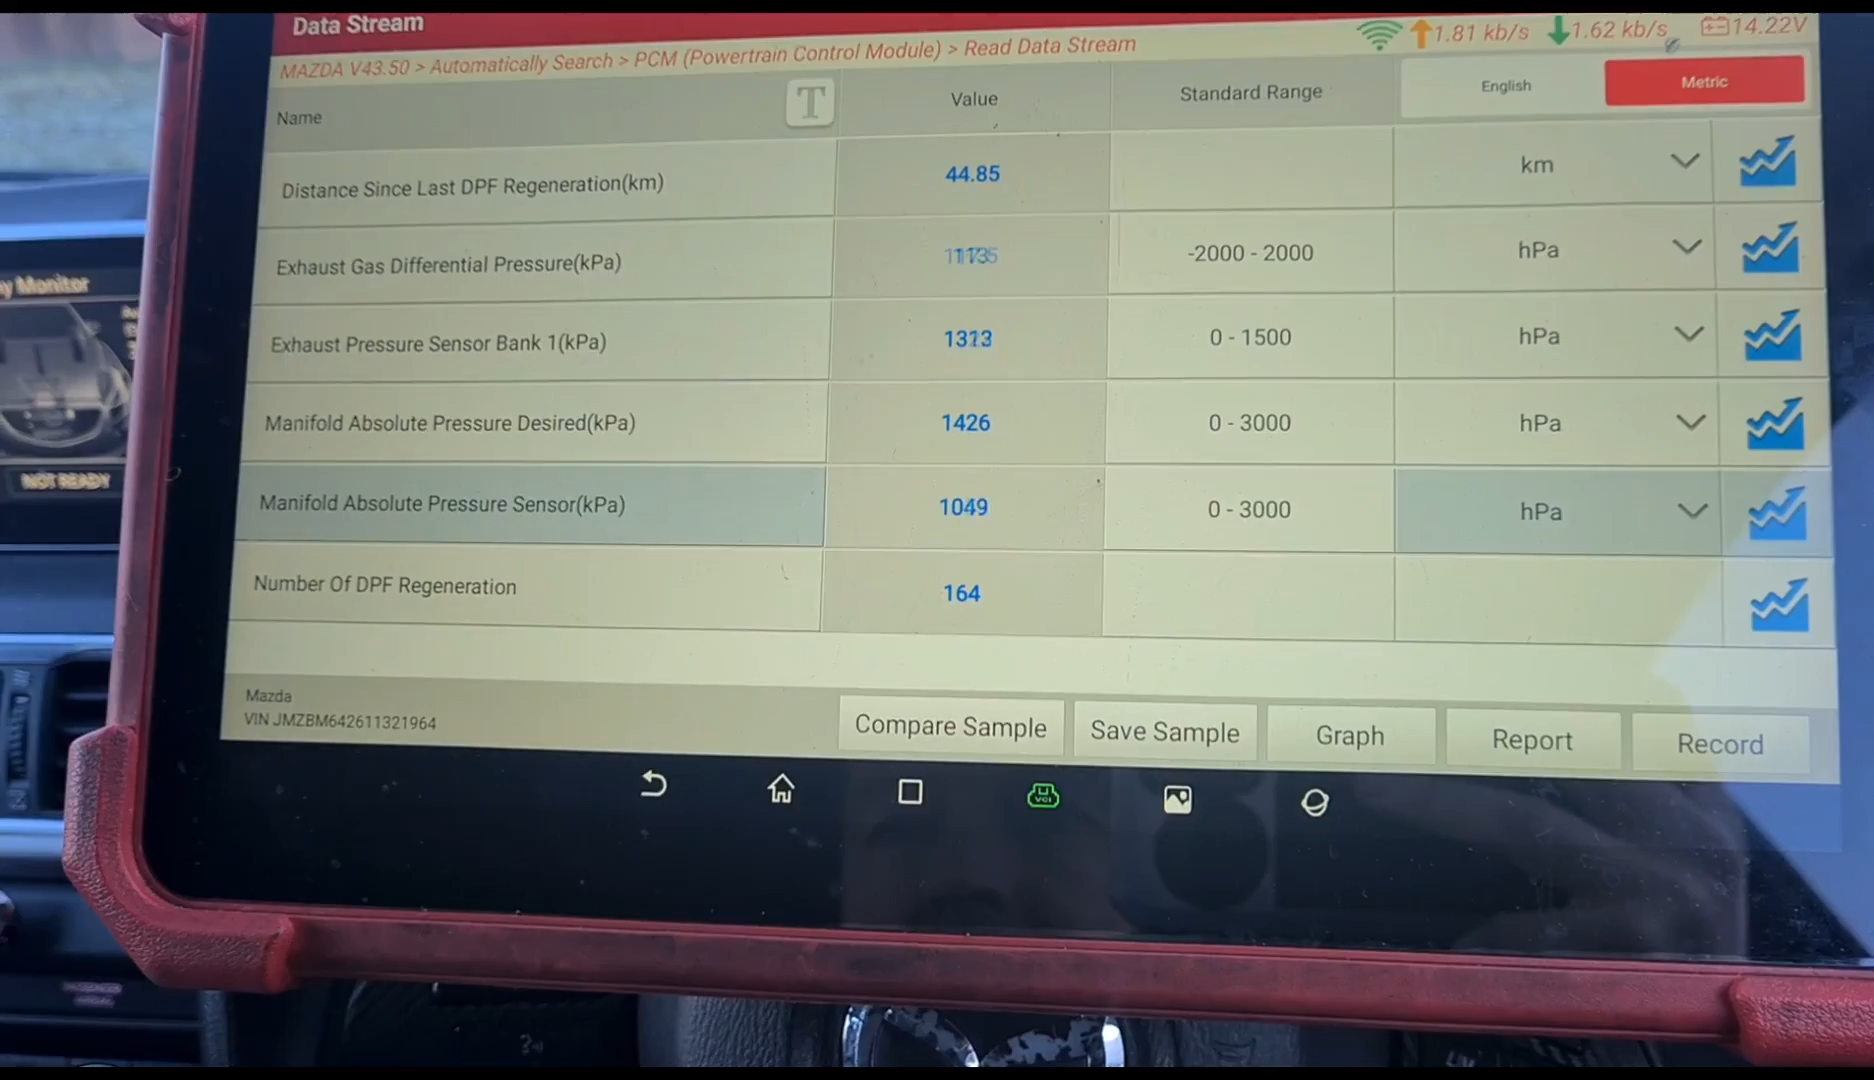 Data Stream
1.81 kb/s 1.62 kb/s 14.22V
MAZDA V43.50 > Automatically Search > PCM (Powertrain Control Module) > Read Data Stream
Name T Value Standard Range English Metric
Distance Since Last DPF Regeneration(km) 44.85 km
Exhaust Gas Differential Pressure(kPa) -2000 - 2000 hPa
Exhaust Pressure Sensor Bank 1(kPa) 0 - 1500 hPa
Manifold Absolute Pressure Desired(kPa) 1426 0 - 3000 hPa
Manifold Absolute Pressure Sensor(kPa) 1049 0 - 3000 hPa
Number Of DPF Regeneration 164
Mazda
VIN JMZBM642611321964
Compare Sample Save Sample Graph Report Record
VCI
Monitor
NOT READY